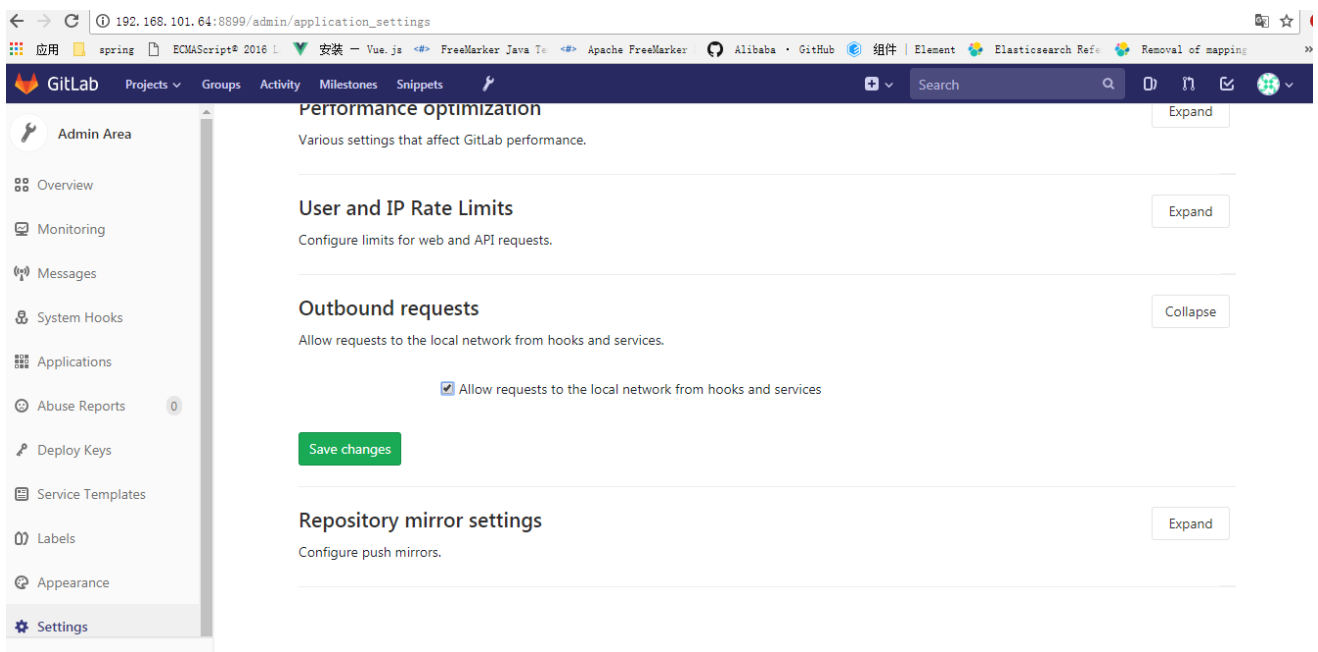 192.168.101.64:8899/admin/application_settings
应用 spring ECMAScript® 2016 L 安装 — Vue.js FreeMarker Java Te Apache FreeMarker Alibaba · GitHub 组件 | Element Elasticsearch Refe Removal of mapping »
GitLab Projects Groups Activity Milestones Snippets Search
Admin Area
Overview
Monitoring
Messages
System Hooks
Applications
Abuse Reports 0
Deploy Keys
Service Templates
Labels
Appearance
Settings
Performance optimization
Expand
Various settings that affect GitLab performance.
User and IP Rate Limits
Expand
Configure limits for web and API requests.
Outbound requests
Collapse
Allow requests to the local network from hooks and services.
Allow requests to the local network from hooks and services
Save changes
Repository mirror settings
Expand
Configure push mirrors.